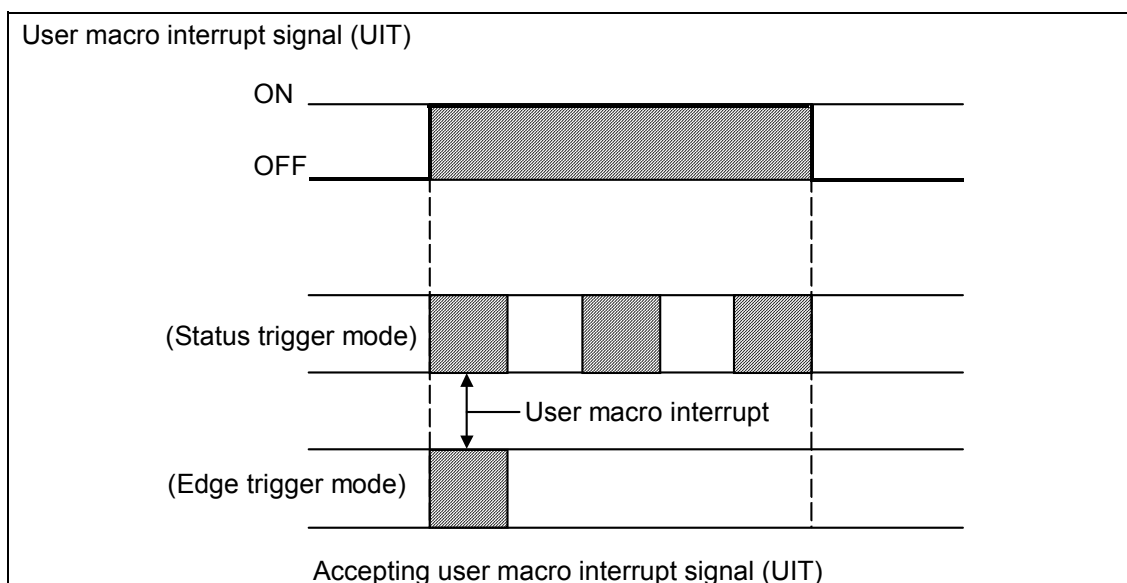 User macro interrupt signal (UIT)
ON
OFF
(Status trigger mode)
User macro interrupt
(Edge trigger mode)
Accepting user macro interrupt signal (UIT)